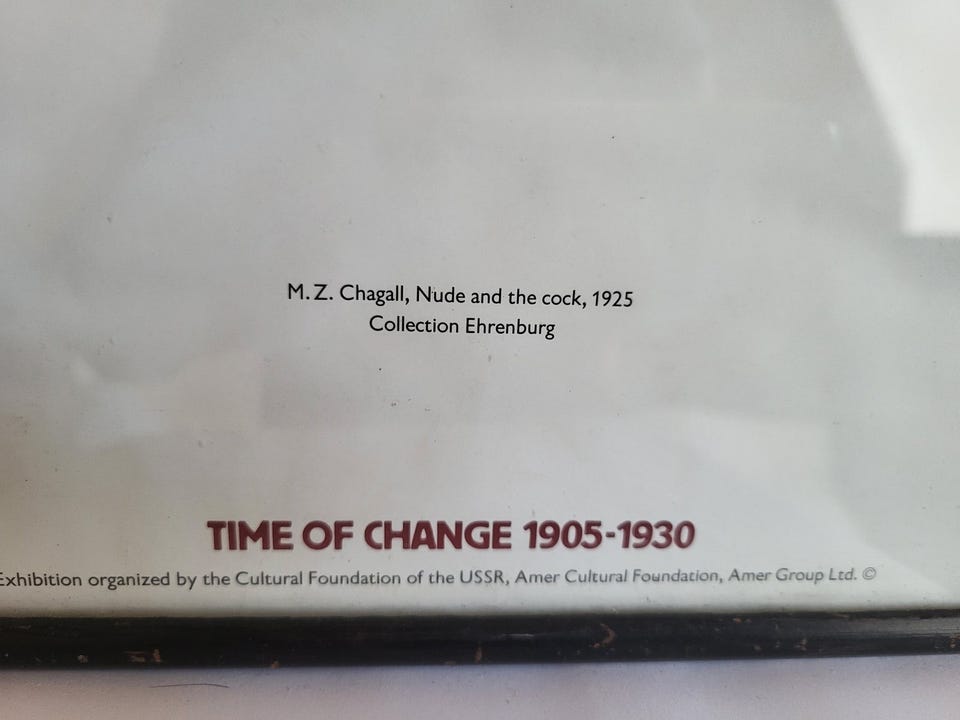 M. Z. Chagall, Nude and the cock, 1925
Collection Ehrenburg
TIME OF CHANGE 1905-1930
Exhibition organized by the Cultural Foundation of the USSR, Amer Cultural Foundation, Amer Group Ltd. ©